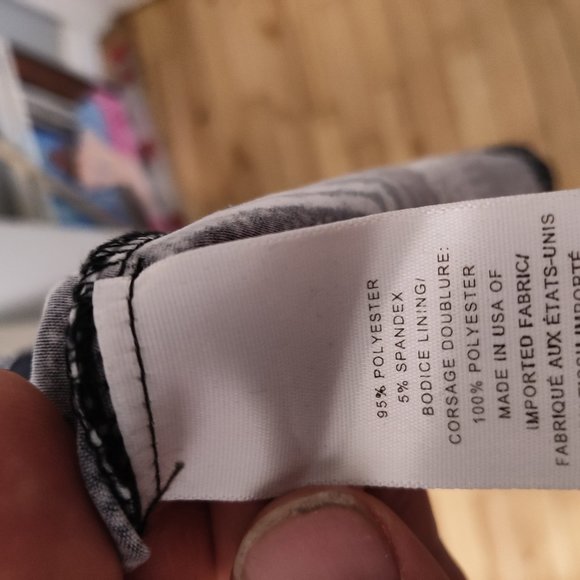 95% POLYESTER
5% SPANDEX
BODICE LINING/
CORSAGE DOUBLURE:
100% POLYESTER
MADE IN USA OF
IMPORTED FABRIC/
FABRIQUÉ AUX ÉTATS-UNIS